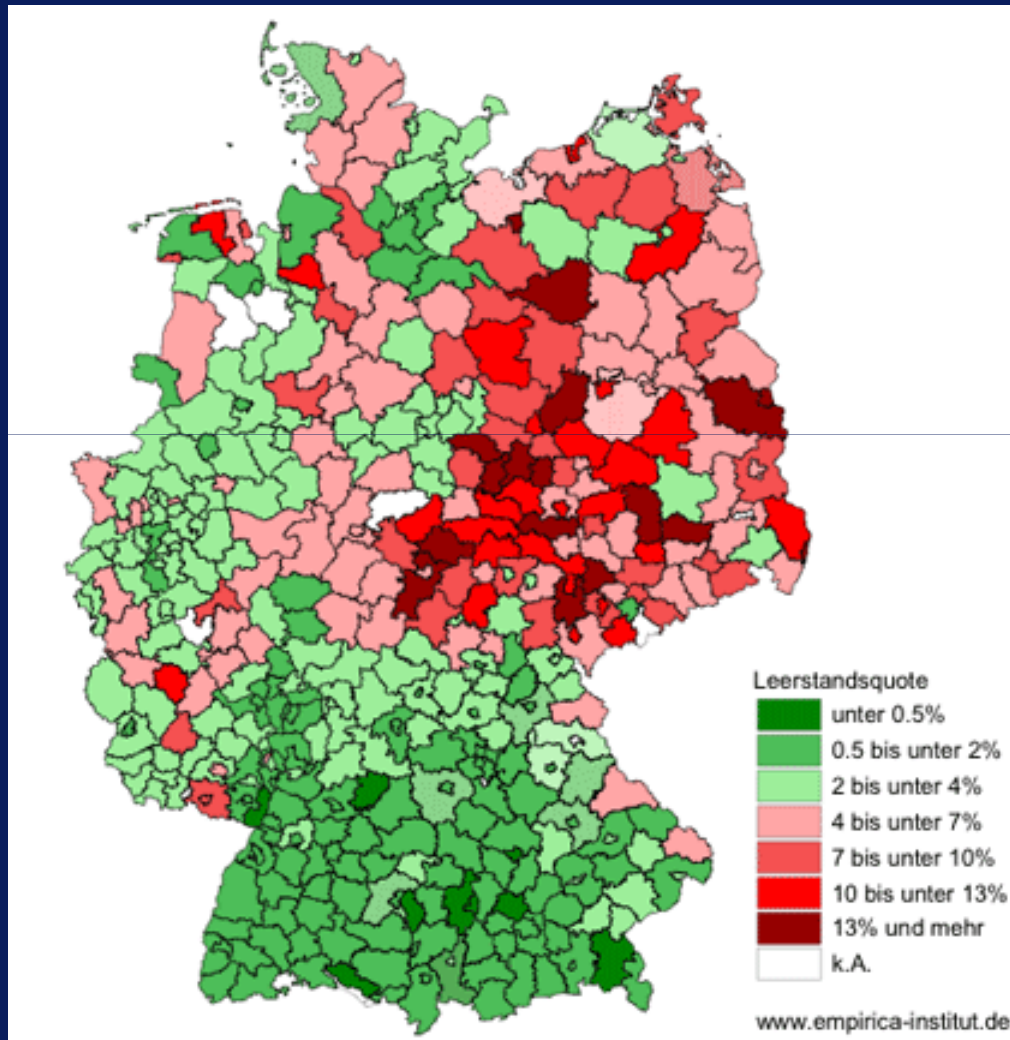 Leerstandsquote
unter 0.5%
0.5 bis unter 2%
2 bis unter 4%
4 bis unter 7%
7 bis unter 10%
10 bis unter 13%
13% und mehr
k.A.
www.empirica-institut.de